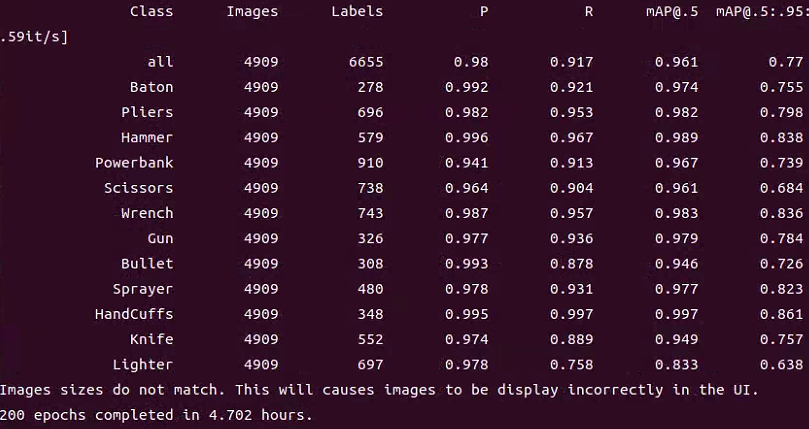 Class Images Labels P R mAP@.5 mAP@.5:.95:
.59it/s]
all 4909 6655 0.98 0.917 0.961 0.77
Baton 4909 278 0.992 0.921 0.974 0.755
Pliers 4909 696 0.982 0.953 0.982 0.798
Hammer 4909 579 0.996 0.967 0.989 0.838
Powerbank 4909 910 0.941 0.913 0.967 0.739
Scissors 4909 738 0.964 0.904 0.961 0.684
Wrench 4909 743 0.987 0.957 0.983 0.836
Gun 4909 326 0.977 0.936 0.979 0.784
Bullet 4909 308 0.993 0.878 0.946 0.726
Sprayer 4909 480 0.978 0.931 0.977 0.823
HandCuffs 4909 348 0.995 0.997 0.997 0.861
Knife 4909 552 0.974 0.889 0.949 0.757
Lighter 4909 697 0.978 0.758 0.833 0.638
Images sizes do not match. This will causes images to be display incorrectly in the UI.
200 epochs completed in 4.702 hours.